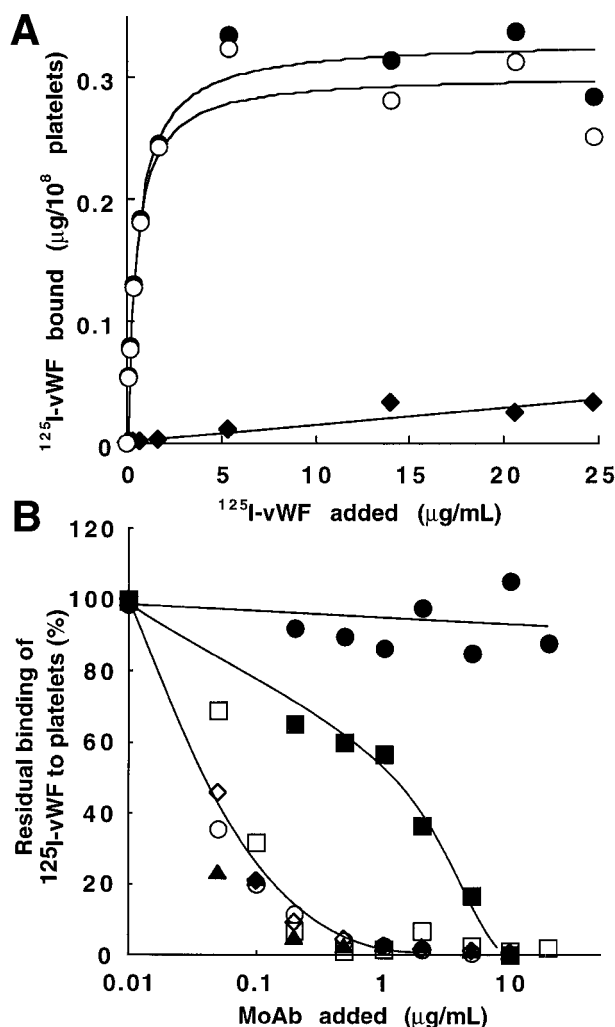 A
¹²⁵I-vWF bound (μg/10⁸ platelets)
0.3
0.2
0.1
0
0 5 10 15 20 25
¹²⁵I-vWF added (μg/mL)
B
Residual binding of
¹²⁵I-vWF to platelets (%)
120
100
80
60
40
20
0
0.01 0.1 1 10
MoAb added (μg/mL)